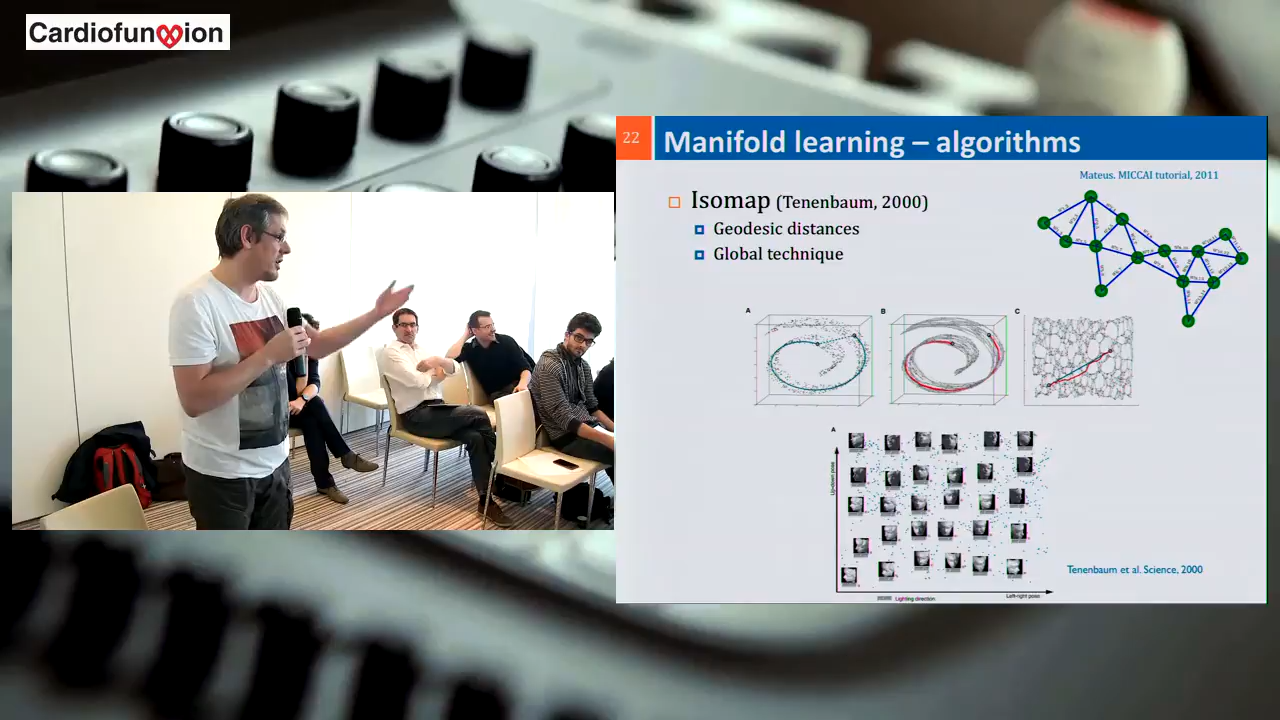 Cardiofunxion
22
Manifold learning – algorithms
Mateus. MICCAI tutorial, 2011
Isomap (Tenenbaum, 2000)
Geodesic distances
Global technique
A
B
C
A
Up-down pose
Tenenbaum et al. Science, 2000
Lighting direction
Left-right pose